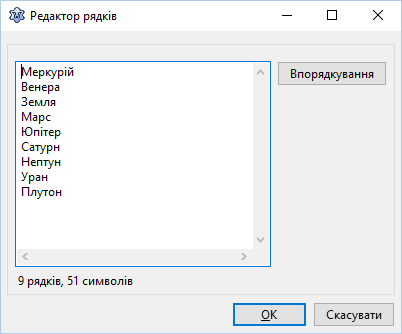 Редактор рядків
Меркурій
Венера
Земля
Марс
Юпітер
Сатурн
Нептун
Уран
Плутон
Впорядкування
9 рядків, 51 символів
OK
Скасувати